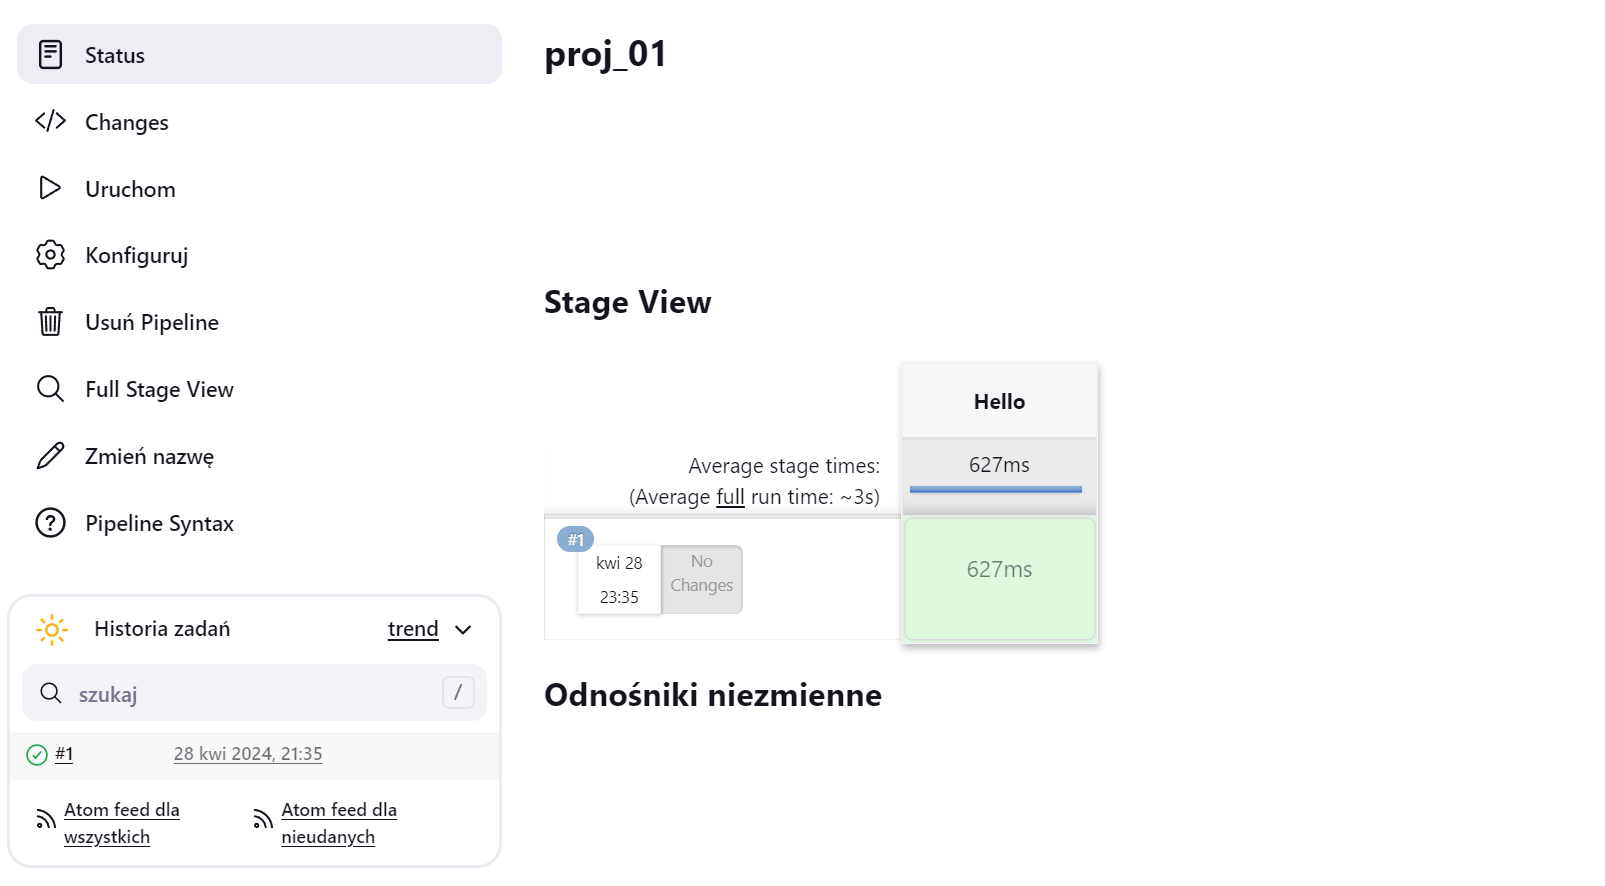 Status
Changes
Uruchom
Konfiguruj
Usuń Pipeline
Full Stage View
Zmień nazwę
Pipeline Syntax
Historia zadań
trend
szukaj
/
#1
28 kwi 2024, 21:35
Atom feed dla
wszystkich
Atom feed dla
nieudanych
proj_01
Stage View
Hello
Average stage times:
627ms
(Average full run time: ~3s)
#1
kwi 28
23:35
No
Changes
627ms
Odnośniki niezmienne